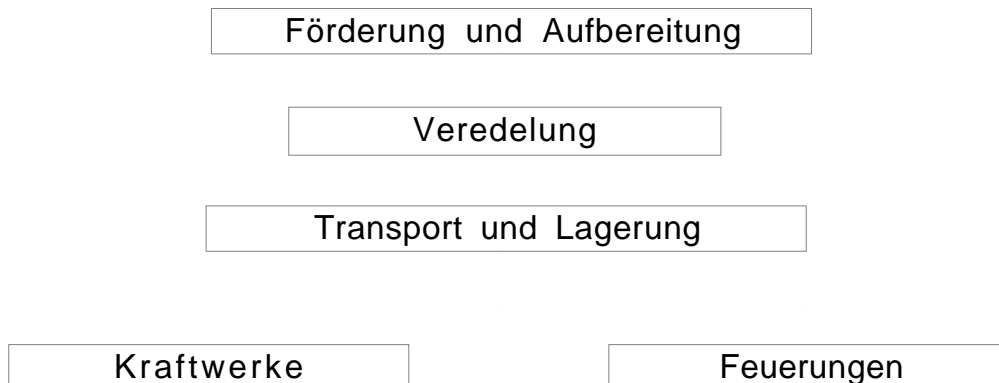 Förderung und Aufbereitung
Veredelung
Transport und Lagerung
Kraftwerke
Feuerungen